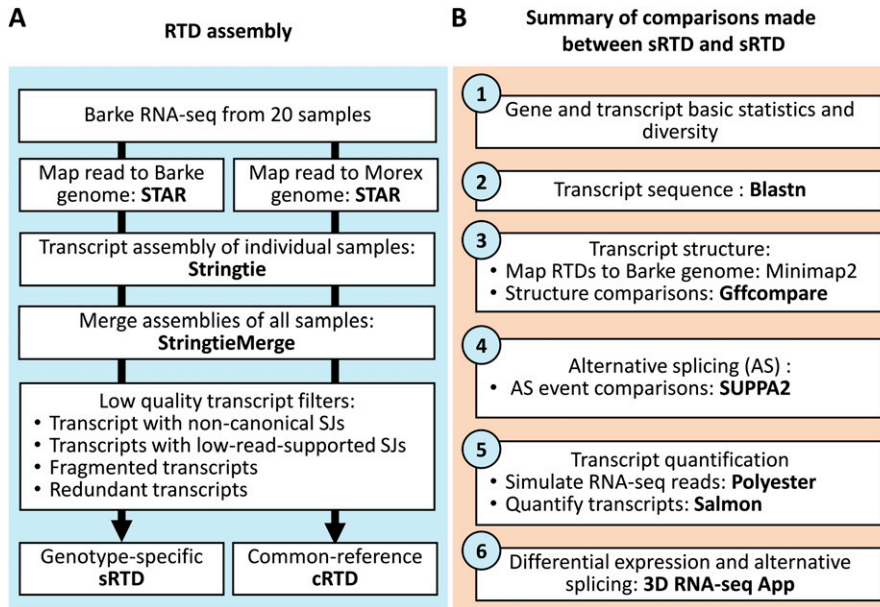 A
RTD assembly
Barke RNA-seq from 20 samples
Map read to Barke
genome: STAR
Map read to Morex
genome: STAR
Transcript assembly of individual samples:
Stringtie
Merge assemblies of all samples:
StringtieMerge
Low quality transcript filters:
• Transcript with non-canonical SJs
• Transcripts with low-read-supported SJs
• Fragmented transcripts
• Redundant transcripts
Genotype-specific
sRTD
Common-reference
cRTD
B
Summary of comparisons made
between sRTD and sRTD
1
Gene and transcript basic statistics and
diversity
2
Transcript sequence : Blastn
3
Transcript structure:
• Map RTDs to Barke genome: Minimap2
• Structure comparisons: Gffcompare
4
Alternative splicing (AS) :
• AS event comparisons: SUPPA2
5
Transcript quantification
• Simulate RNA-seq reads: Polyester
• Quantify transcripts: Salmon
6
Differential expression and alternative
splicing: 3D RNA-seq App